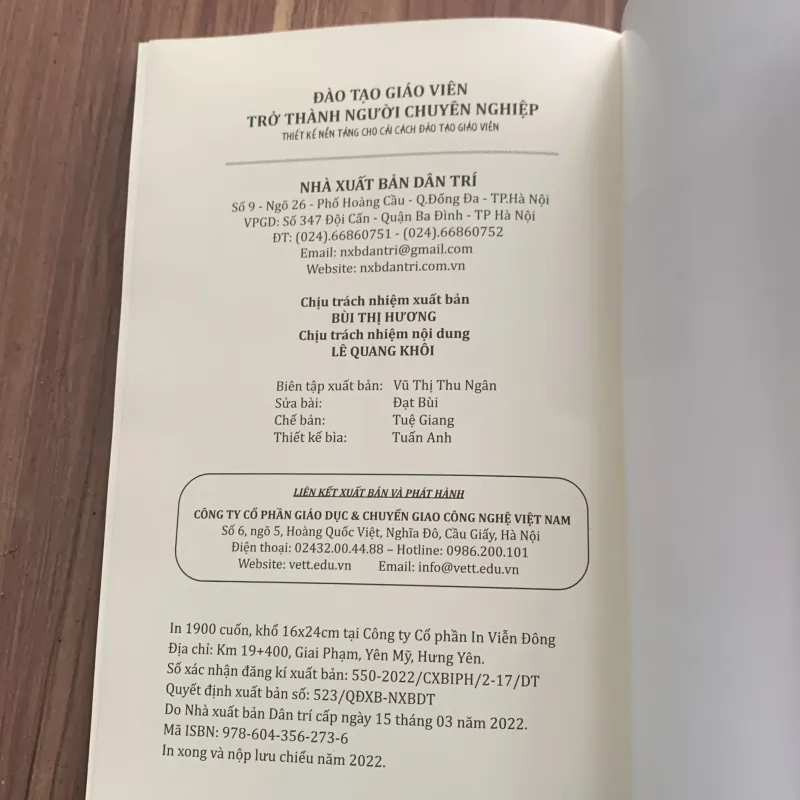 ĐÀO TẠO GIÁO VIÊN
TRỞ THÀNH NGƯỜI CHUYÊN NGHIỆP
THIẾT KẾ NỀN TẢNG CHO CẢI CÁCH ĐÀO TẠO GIÁO VIÊN
NHÀ XUẤT BẢN DÂN TRÍ
Số 9 - Ngõ 26 - Phố Hoàng Cầu - Q.Đống Đa - TP.Hà Nội
VPGD: Số 347 Đội Cấn - Quận Ba Đình - TP Hà Nội
ĐT: (024).66860751 - (024).66860752
Email: nxbdantri@gmail.com
Website: nxbdantri.com.vn
Chịu trách nhiệm xuất bản
BÙI THỊ HƯƠNG
Chịu trách nhiệm nội dung
LÊ QUANG KHÔI
Biên tập xuất bản: Vũ Thị Thu Ngân
Sửa bài: Đạt Bùi
Chế bản: Tuệ Giang
Thiết kế bìa: Tuấn Anh
LIÊN KẾT XUẤT BẢN VÀ PHÁT HÀNH
CÔNG TY CỔ PHẦN GIÁO DỤC & CHUYỂN GIAO CÔNG NGHỆ VIỆT NAM
Số 6, ngõ 5, Hoàng Quốc Việt, Nghĩa Đô, Cầu Giấy, Hà Nội
Điện thoại: 02432.00.44.88 – Hotline: 0986.200.101
Website: vett.edu.vn Email: info@vett.edu.vn
In 1900 cuốn, khổ 16x24cm tại Công ty Cổ phần In Viễn Đông
Địa chỉ: Km 19+400, Giai Phạm, Yên Mỹ, Hưng Yên.
Số xác nhận đăng kí xuất bản: 550-2022/CXBIPH/2-17/DT
Quyết định xuất bản số: 523/QĐXB-NXBDT
Do Nhà xuất bản Dân trí cấp ngày 15 tháng 03 năm 2022.
Mã ISBN: 978-604-356-273-6
In xong và nộp lưu chiểu năm 2022.